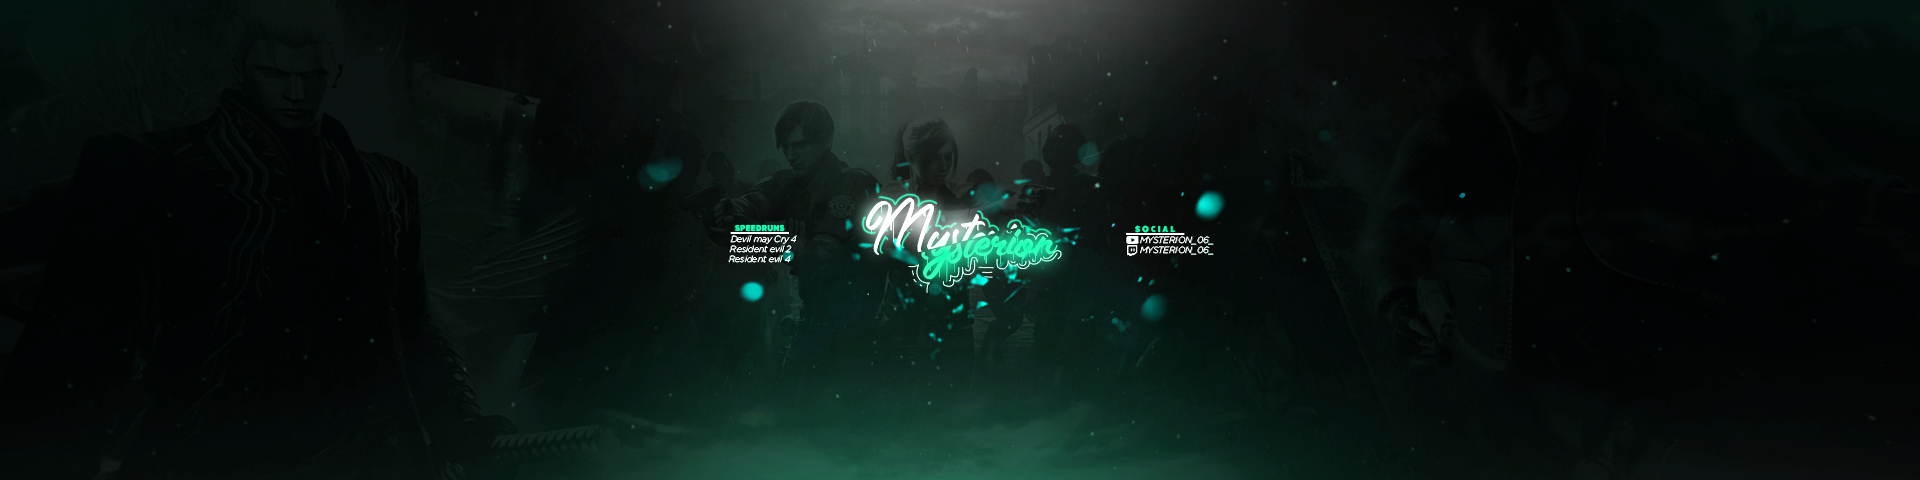 SPEEDRUNS
Devil may Cry 4
Resident evil 2
Resident evil 4
Mysterion
SOCIAL
MYSTERION_06_
MYSTERION_06_